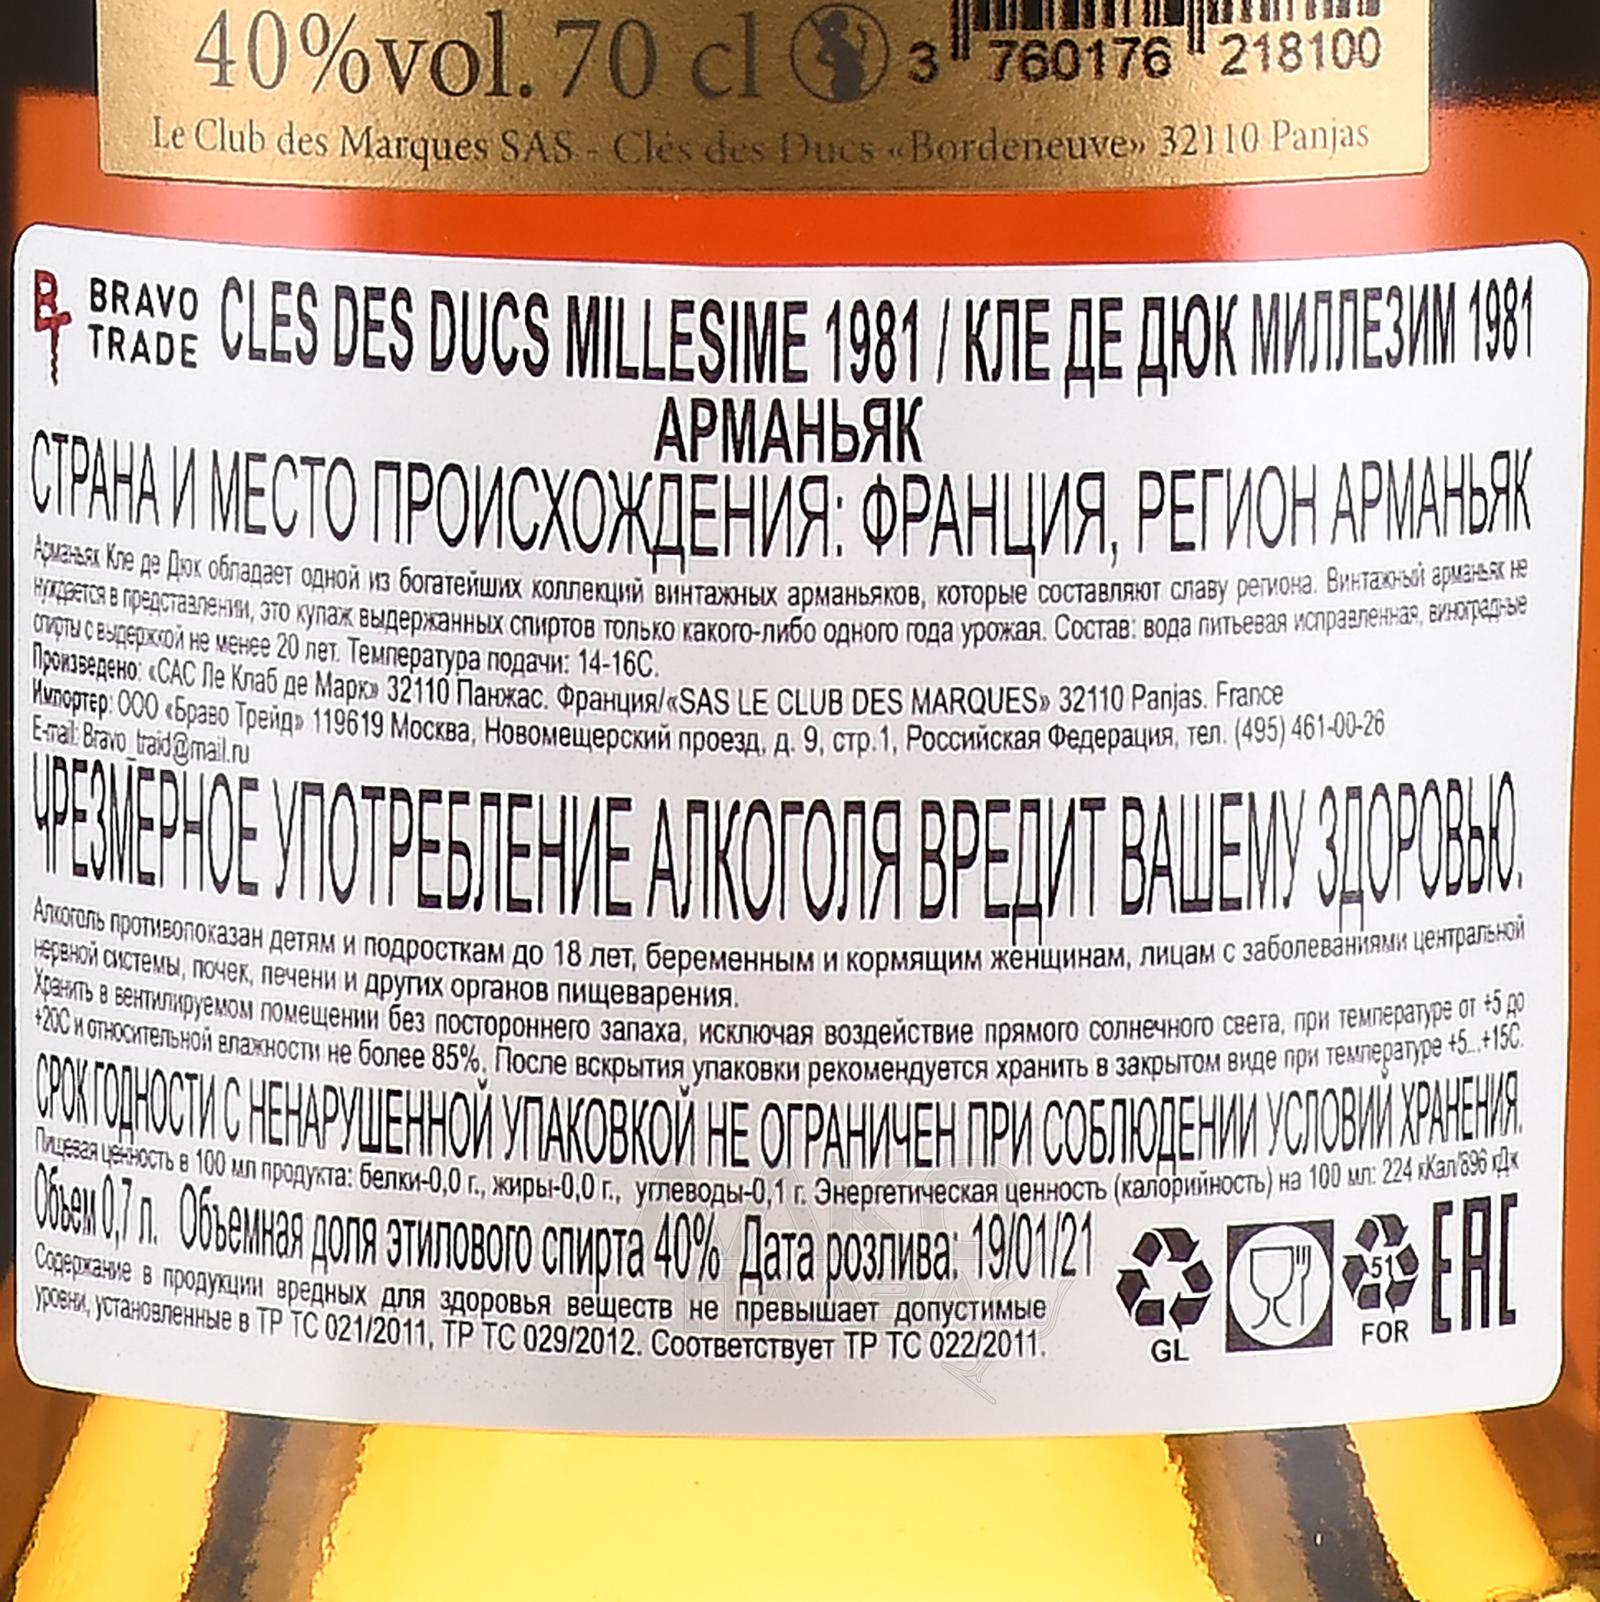 40%vol. 70 cl 3 760176 218100
Le Club des Marques SAS - Clés des Ducs «Bordeneuve» 32110 Panjas
BRAVO TRADE
CLES DES DUCS MILLESIME 1981 / КЛЕ ДЕ ДЮК МИЛЛЕЗИМ 1981
АРМАНЬЯК
СТРАНА И МЕСТО ПРОИСХОЖДЕНИЯ: ФРАНЦИЯ, РЕГИОН АРМАНЬЯК
Арманьяк Кле де Дюк обладает одной из богатейших коллекций винтажных арманьяков, которые составляют славу региона. Винтажный арманьяк не
нуждается в представлении, это купаж выдержанных спиртов только какого-либо одного года урожая. Состав: вода питьевая исправленная, виноградные
спирты с выдержкой не менее 20 лет. Температура подачи: 14-16С.
Произведено: «САС Ле Клаб де Марк» 32110 Панжас. Франция/«SAS LE CLUB DES MARQUES» 32110 Panjas. France
Импортер: ООО «Браво Трейд» 119619 Москва, Новомещерский проезд, д. 9, стр.1, Российская Федерация, тел. (495) 461-00-26
E-mail: Bravo_traid@mail.ru
ЧРЕЗМЕРНОЕ УПОТРЕБЛЕНИЕ АЛКОГОЛЯ ВРЕДИТ ВАШЕМУ ЗДОРОВЬЮ.
Алкоголь противопоказан детям и подросткам до 18 лет, беременным и кормящим женщинам, лицам с заболеваниями центральной
нервной системы, почек, печени и других органов пищеварения.
Хранить в вентилируемом помещении без постороннего запаха, исключая воздействие прямого солнечного света, при температуре от +5 до
+20С и относительной влажности не более 85%. После вскрытия упаковки рекомендуется хранить в закрытом виде при температуре +5...+15С.
СРОК ГОДНОСТИ С НЕНАРУШЕННОЙ УПАКОВКОЙ НЕ ОГРАНИЧЕН ПРИ СОБЛЮДЕНИИ УСЛОВИЙ ХРАНЕНИЯ.
Пищевая ценность в 100 мл продукта: белки-0,0 г., жиры-0,0 г., углеводы-0,1 г. Энергетическая ценность (калорийность) на 100 мл: 224 кКал/896 кДж
Объем 0,7 л. Объемная доля этилового спирта 40% Дата розлива: 19/01/21
Содержание в продукции вредных для здоровья веществ не превышает допустимые
уровни, установленные в ТР ТС 021/2011, ТР ТС 029/2012. Соответствует ТР ТС 022/2011.
GL
51
FOR
EAC